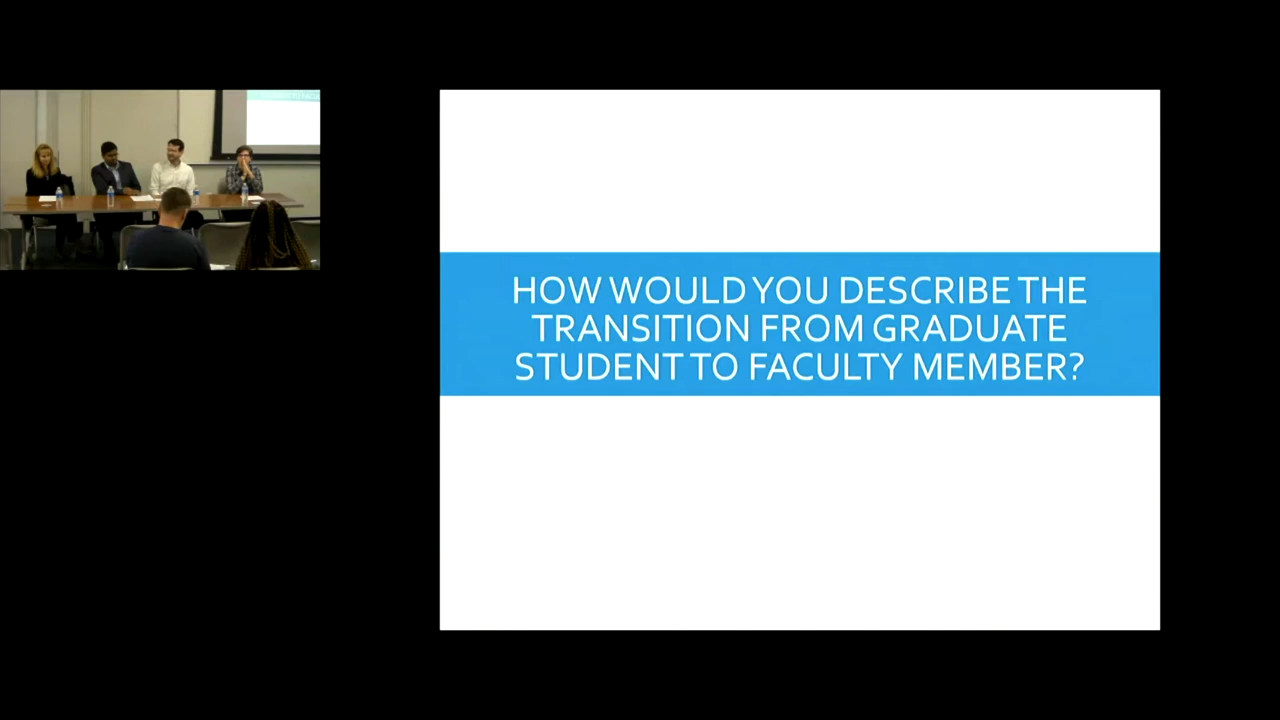 HOW WOULD YOU DESCRIBE THE
TRANSITION FROM GRADUATE
STUDENT TO FACULTY MEMBER?